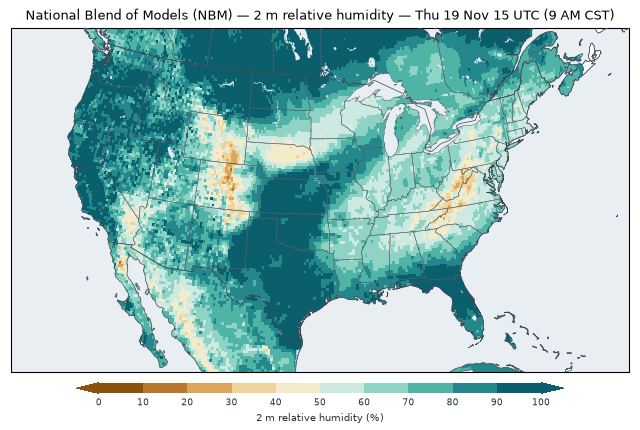 National Blend of Models (NBM) — 2 m relative humidity — Thu 19 Nov 15 UTC (9 AM CST)
0 10 20 30 40 50 60 70 80 90 100
2 m relative humidity (%)